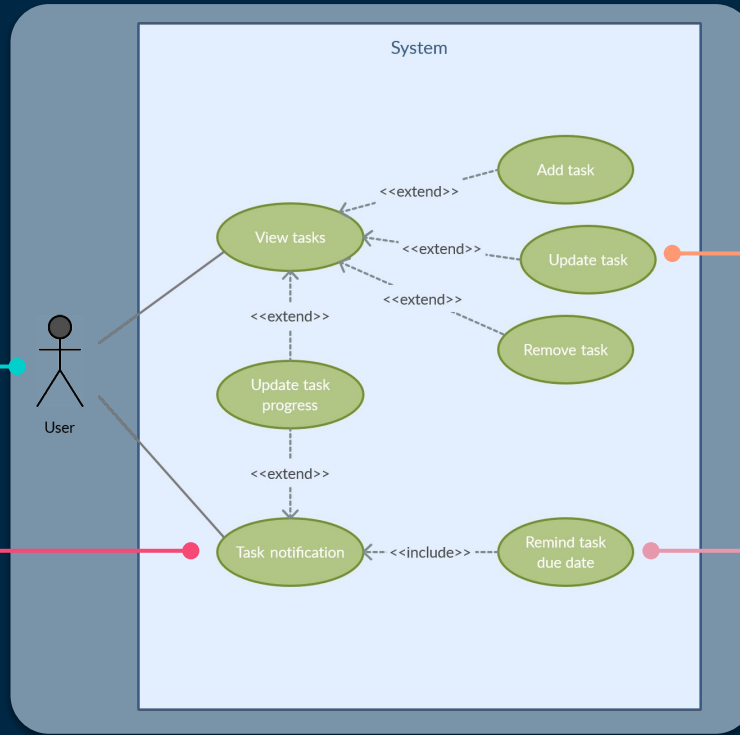 System
Add task
<<extend>>
View tasks
<<extend>>
Update task
<<extend>>
<<extend>>
Remove task
Update task
progress
User
<<extend>>
Task notification
<<include>>
Remind task
due date